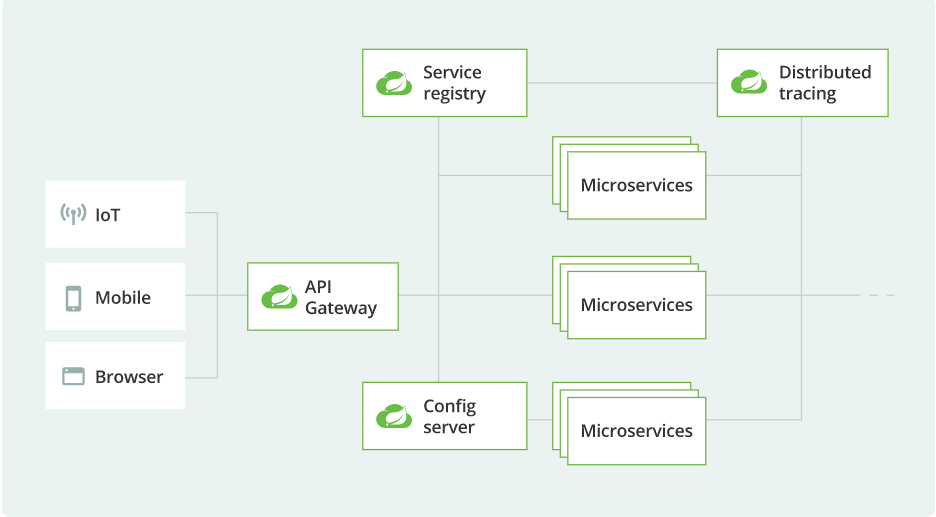 Service
registry
Distributed
tracing
Microservices
IoT
Mobile
API
Gateway
Microservices
Browser
Config
server
Microservices